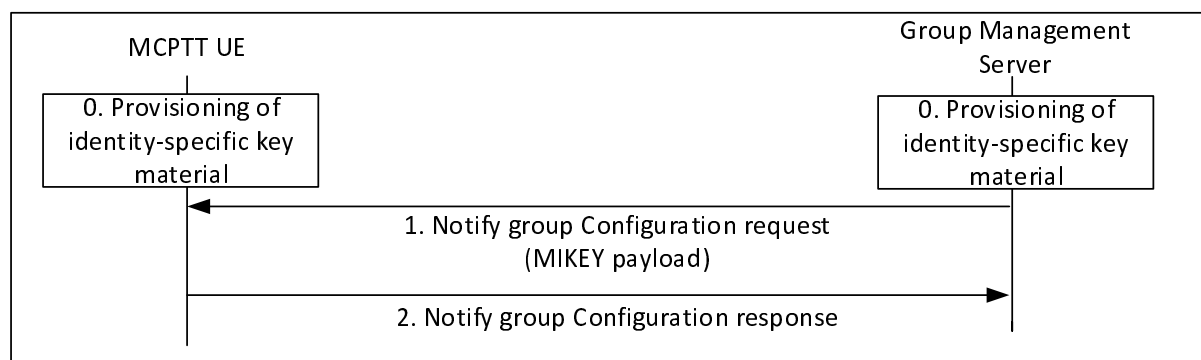 MCPTT UE
Group Management
Server
0. Provisioning of
identity-specific key
material
0. Provisioning of
identity-specific key
material
1. Notify group Configuration request
(MIKEY payload)
2. Notify group Configuration response